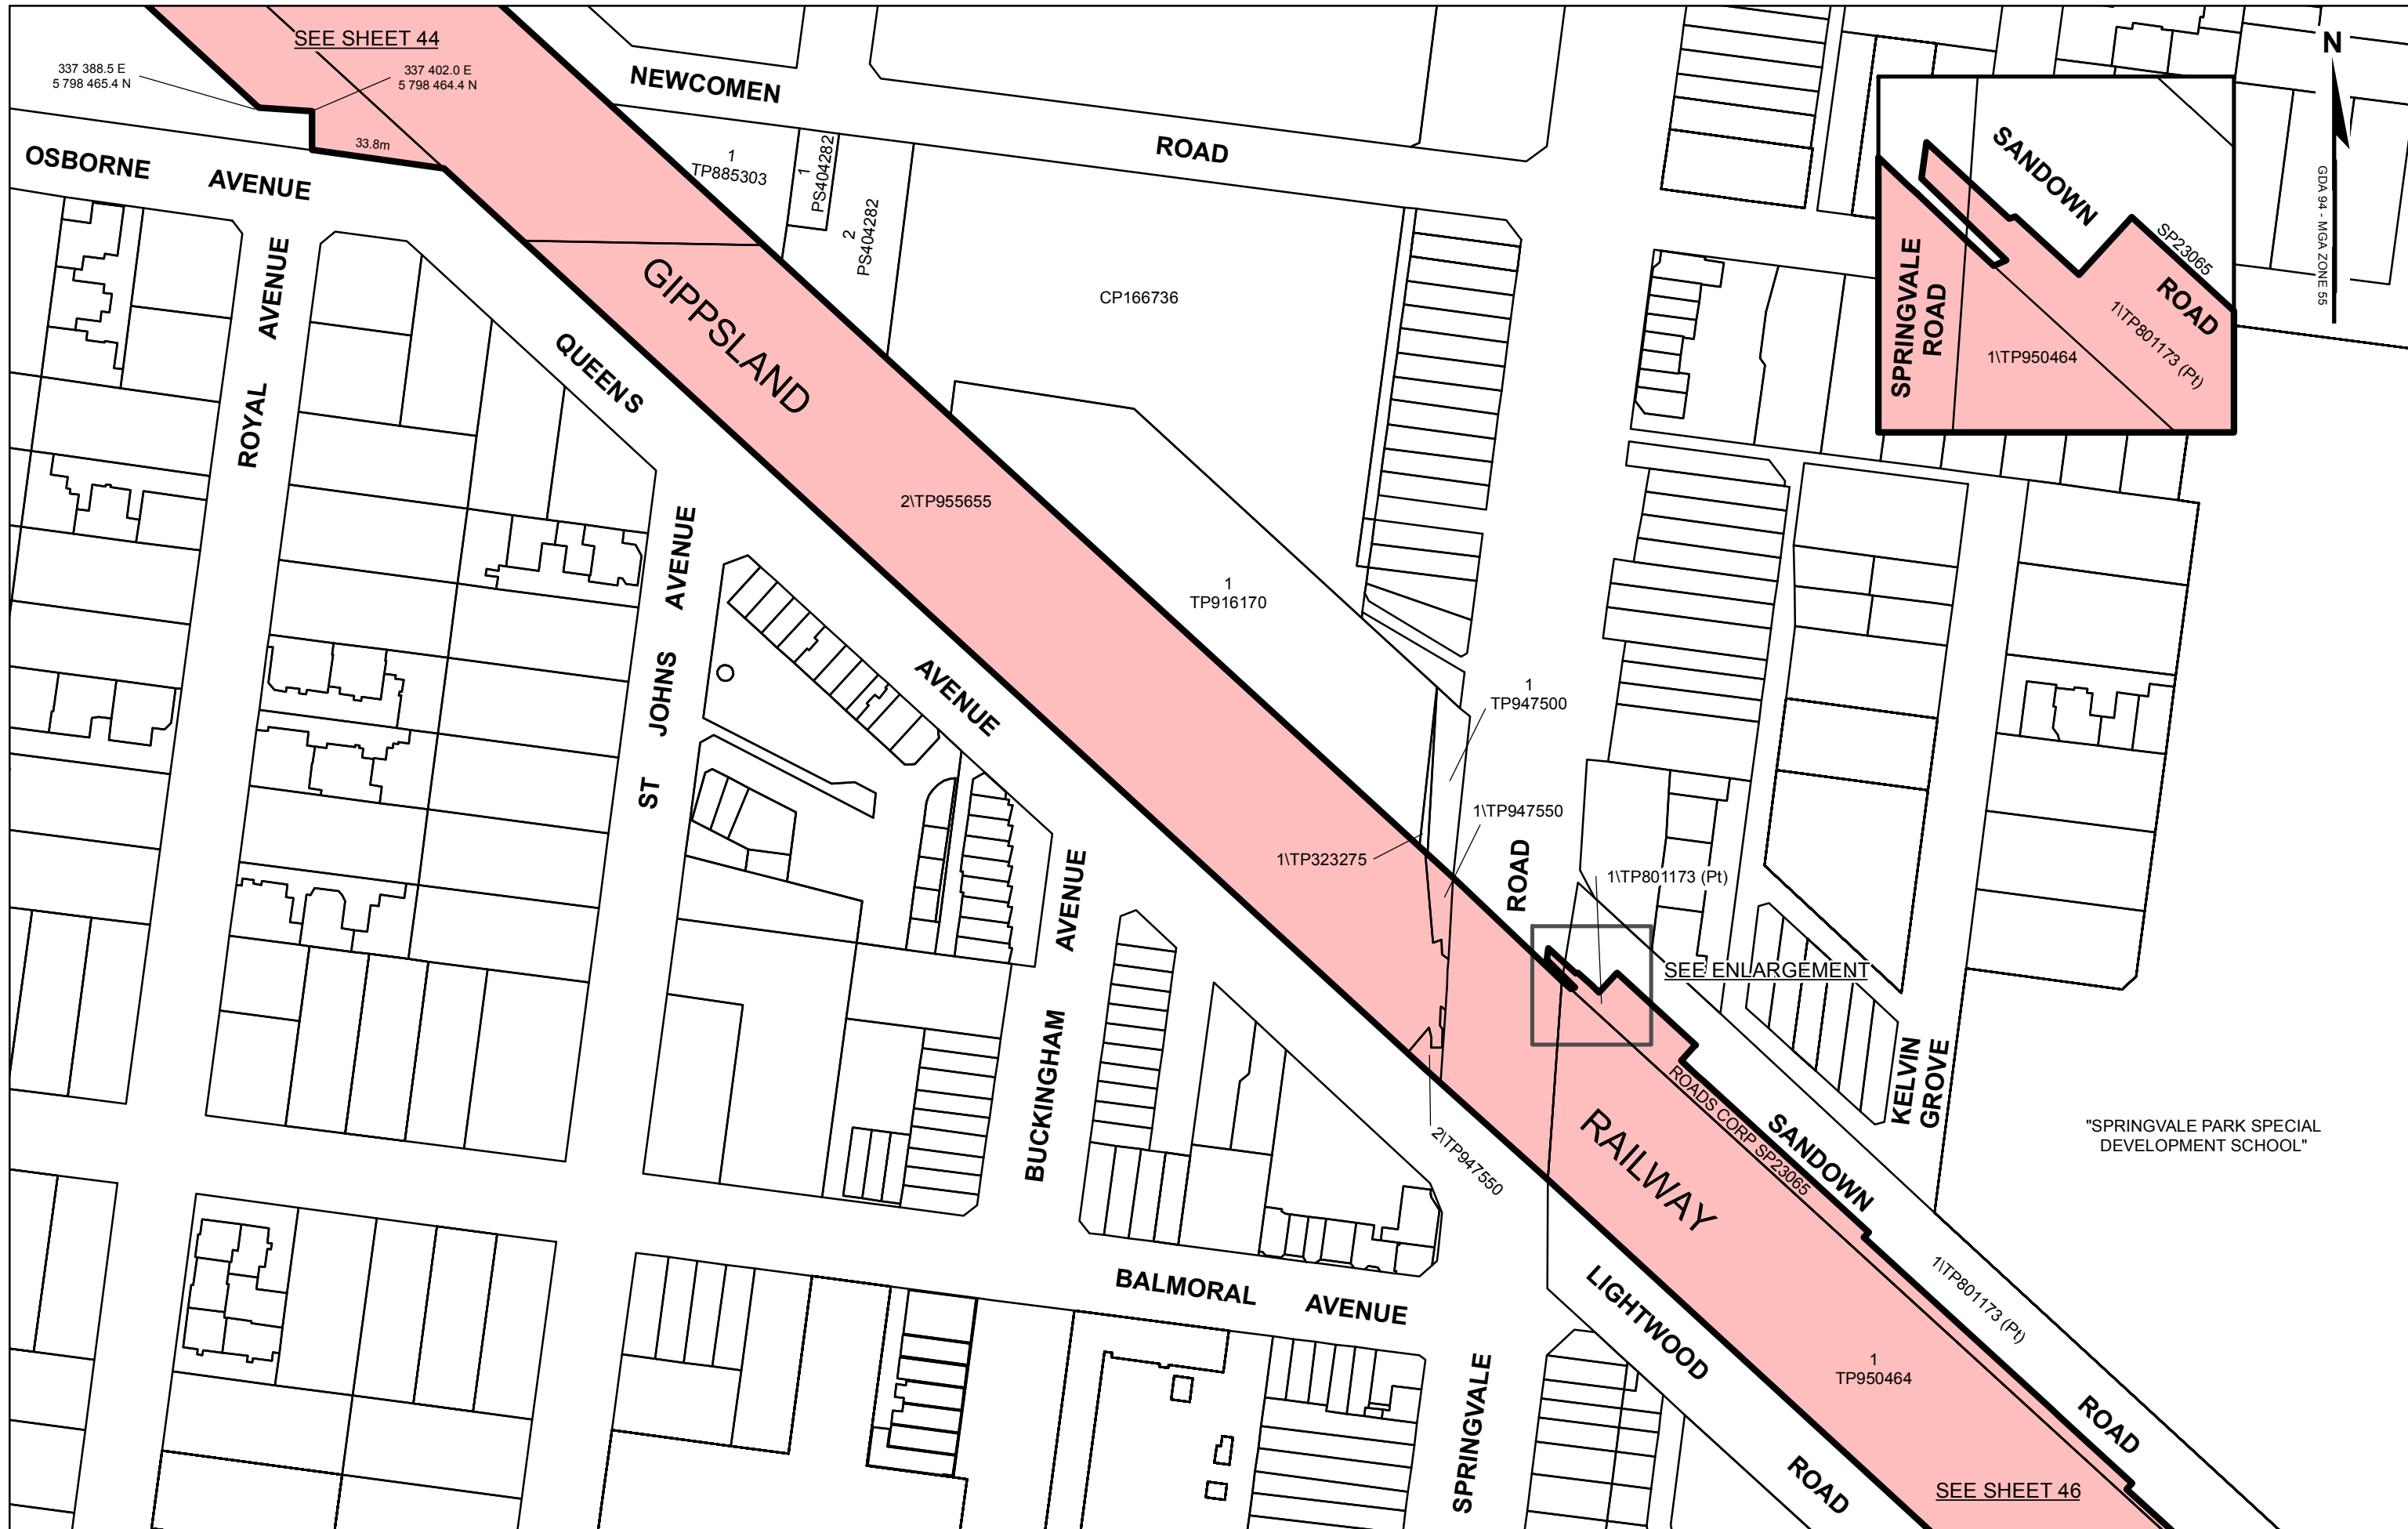 SEE SHEET 44
337 388.5 E
5 798 465.4 N
337 402.0 E
5 798 464.4 N
NEWCOMEN
ROAD
N
GDA 94 - MGA ZONE 55
33.8m
OSBORNE
AVENUE
1
TP885303
1
PS404282
2
PS404282
SANDOWN
ROAD
SP23065
SPRINGVALE
ROAD
1\TP950464
1\TP801173 (Pt)
ROYAL
AVENUE
QUEENS
AVENUE
GIPPSLAND
CP166736
2\TP955655
ST
JOHNS
AVENUE
1
TP916170
1
TP947500
1\TP947550
1\TP323275
ROAD
1\TP801173 (Pt)
SEE ENLARGEMENT
BUCKINGHAM
AVENUE
KELVIN
GROVE
"SPRINGVALE PARK SPECIAL
DEVELOPMENT SCHOOL"
ROADS CORP SP23065
SANDOWN
ROAD
2\TP947550
RAILWAY
1\TP801173 (Pt)
BALMORAL
AVENUE
LIGHTWOOD
ROAD
SPRINGVALE
1
TP950464
SEE SHEET 46